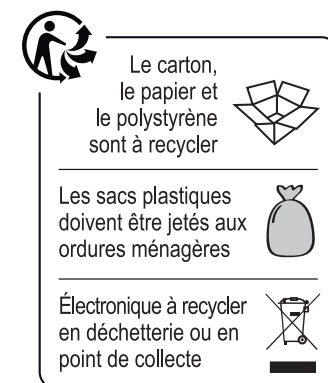 Le carton,
le papier et
le polystyrène
sont à recycler
Les sacs plastiques
doivent être jetés aux
ordures ménagères
Électronique à recycler
en déchetterie ou en
point de collecte